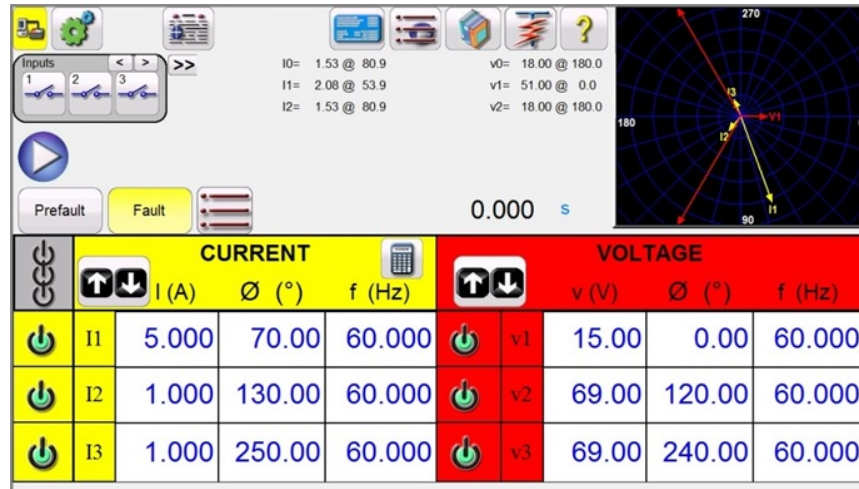 Inputs < > >>
1 2 3
I0= 1.53 @ 80.9 v0= 18.00 @ 180.0
I1= 2.08 @ 53.9 v1= 51.00 @ 0.0
I2= 1.53 @ 80.9 v2= 18.00 @ 180.0
270
I3
V1
180
I2
I1
90
?
Prefault Fault 0.000 s
CURRENT VOLTAGE
I (A) Ø (°) f (Hz) v (V) Ø (°) f (Hz)
I1 5.000 70.00 60.000 v1 15.00 0.00 60.000
I2 1.000 130.00 60.000 v2 69.00 120.00 60.000
I3 1.000 250.00 60.000 v3 69.00 240.00 60.000